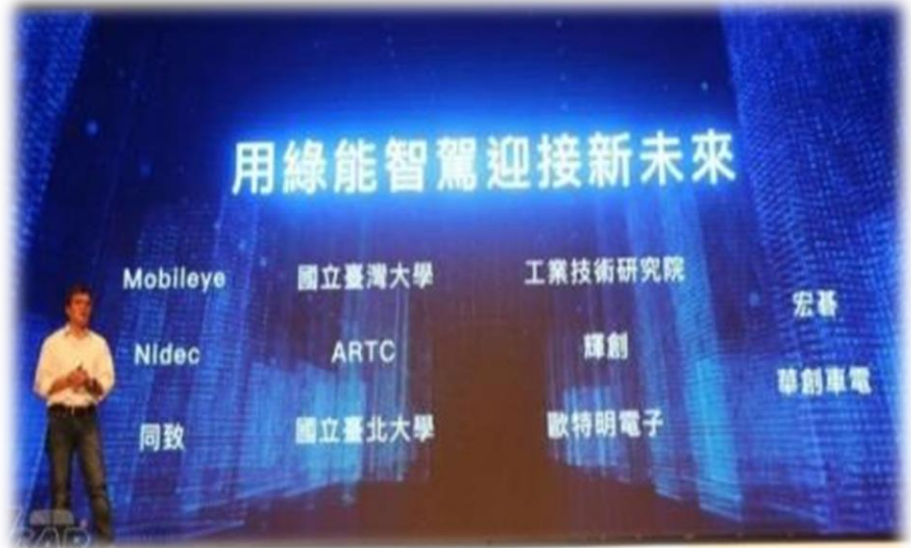 用綠能智駕迎接新未來
Mobileye 國立臺灣大學 工業技術研究院
宏碁
Nidec ARTC 輝創
華創車電
同致 國立臺北大學 歐特明電子